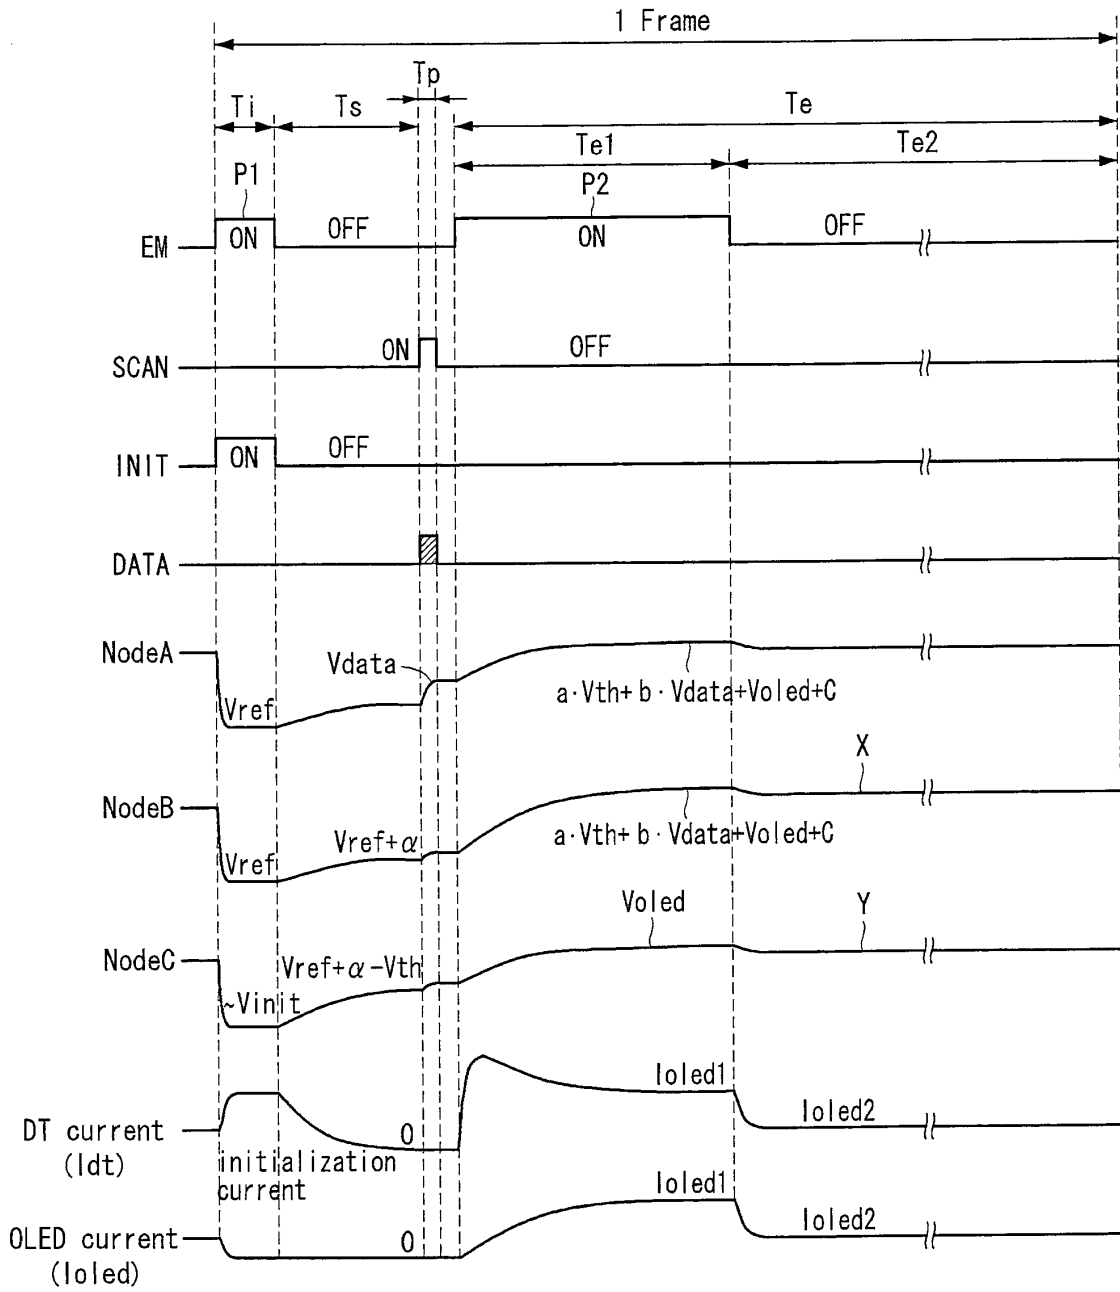 1 Frame
Tp
Ti
Ts
Te
Te1
Te2
P1
P2
EM
ON
OFF
ON
OFF
SCAN
ON
OFF
INIT
ON
OFF
DATA
NodeA
Vref
Vdata
a·Vth+b·Vdata+Voled+C
NodeB
Vref
Vref+α
a·Vth+b·Vdata+Voled+C
X
NodeC
~Vinit
Vref+α-Vth
Voled
Y
DT current
(Idt)
initialization
current
0
Ioled1
Ioled2
OLED current
(Ioled)
0
Ioled1
Ioled2